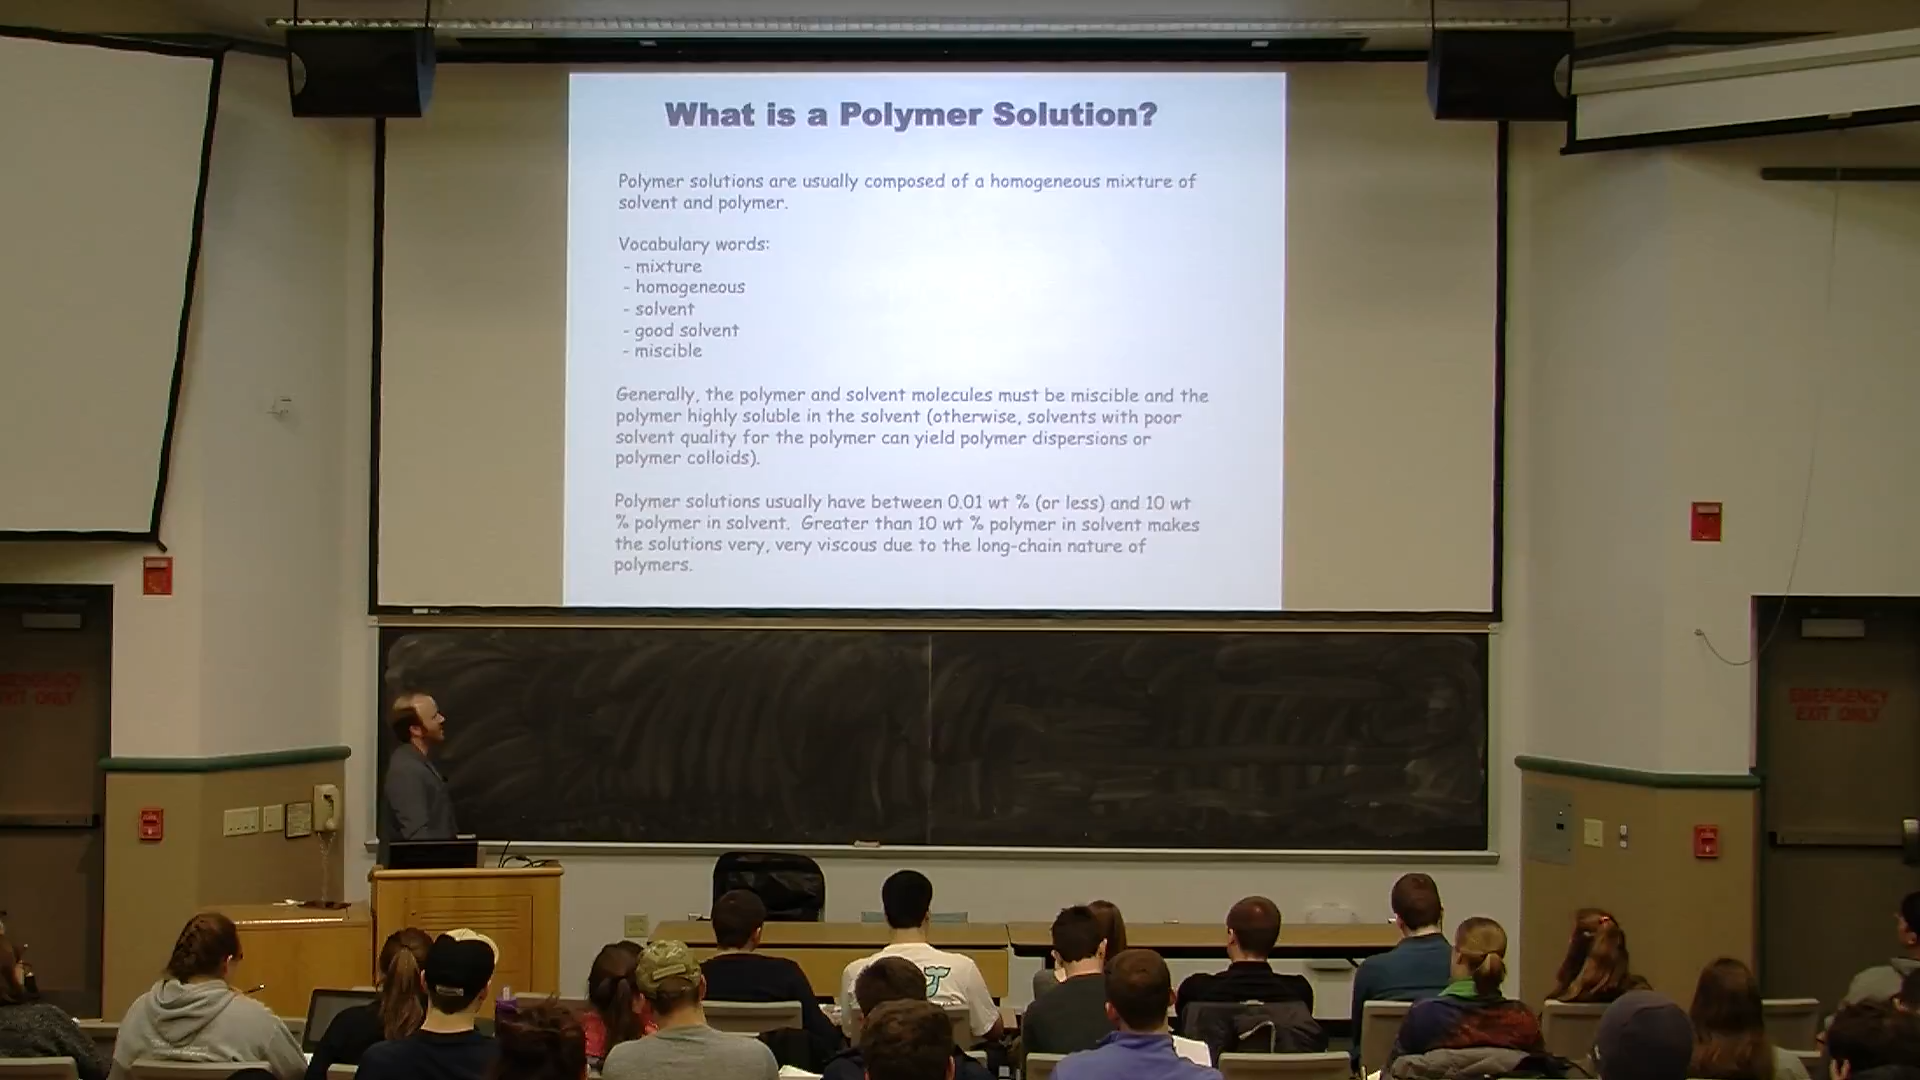 What is a Polymer Solution?
Polymer solutions are usually composed of a homogeneous mixture of
solvent and polymer.
Vocabulary words:
- mixture
- homogeneous
- solvent
- good solvent
- miscible
Generally, the polymer and solvent molecules must be miscible and the
polymer highly soluble in the solvent (otherwise, solvents with poor
solvent quality for the polymer can yield polymer dispersions or
polymer colloids).
Polymer solutions usually have between 0.01 wt % (or less) and 10 wt
% polymer in solvent. Greater than 10 wt % polymer in solvent makes
the solutions very, very viscous due to the long-chain nature of
polymers.
EXIT ONLY
EMERGENCY
EXIT ONLY